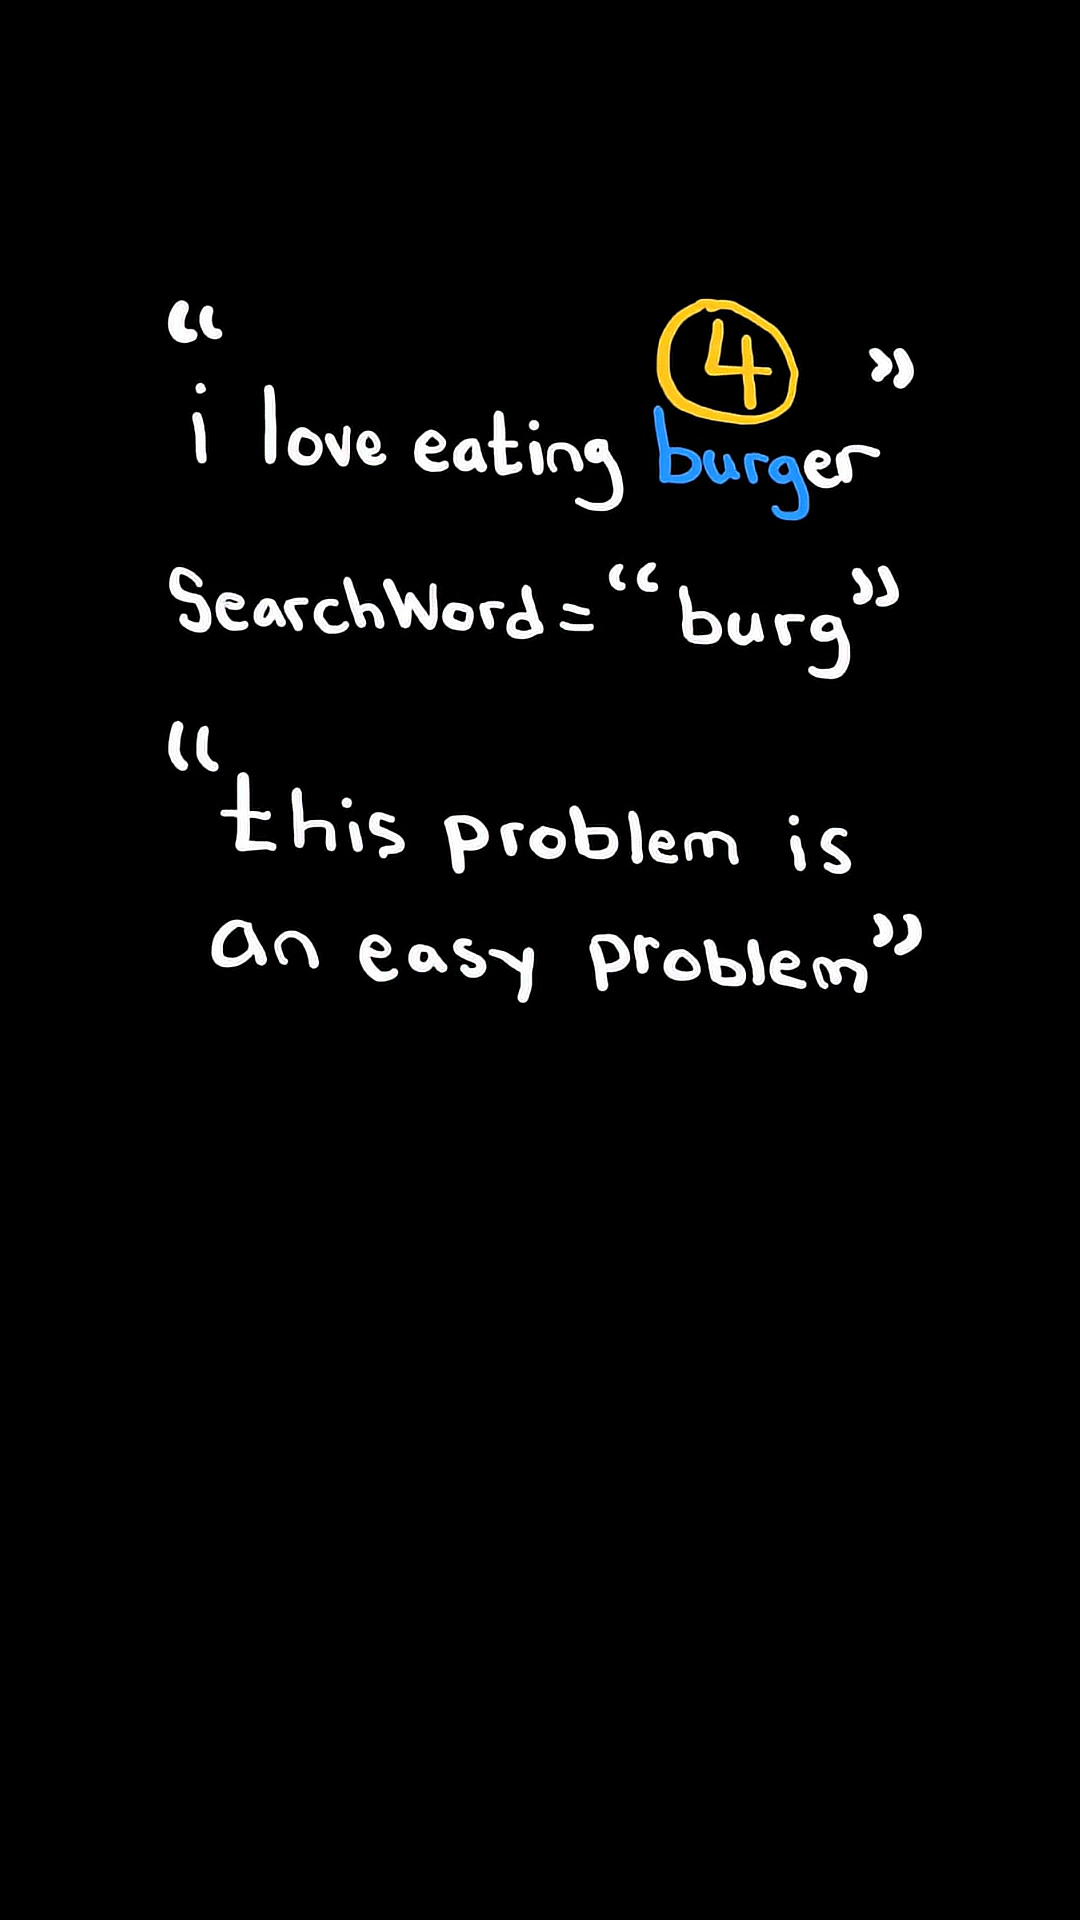 ④
“i love eating burger”
SearchWord = “burg”
“this problem is
an easy problem”